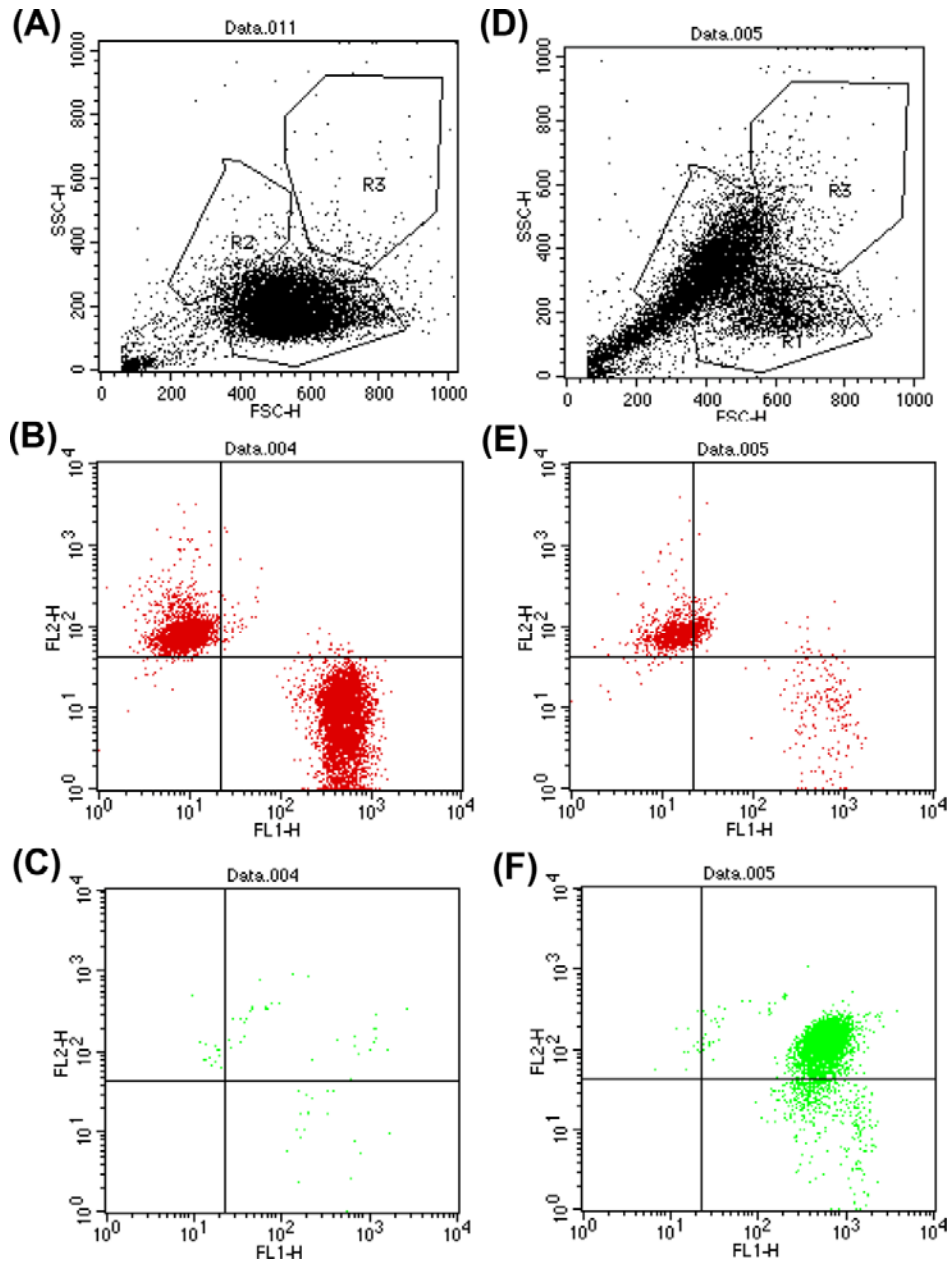 (A)
Data.011
SSC-H
0 200 400 600 800 1000
R2
R3
0 200 400 600 800 1000
FSC-H
(D)
Data.005
SSC-H
0 200 400 600 800 1000
R3
R1
0 200 400 600 800 1000
FSC-H
(B)
Data.004
FL2-H
10^0 10^1 10^2 10^3 10^4
10^0 10^1 10^2 10^3 10^4
FL1-H
(E)
Data.005
FL2-H
10^0 10^1 10^2 10^3 10^4
10^0 10^1 10^2 10^3 10^4
FL1-H
(C)
Data.004
FL2-H
10^0 10^1 10^2 10^3 10^4
10^0 10^1 10^2 10^3 10^4
FL1-H
(F)
Data.005
FL2-H
10^0 10^1 10^2 10^3 10^4
10^0 10^1 10^2 10^3 10^4
FL1-H